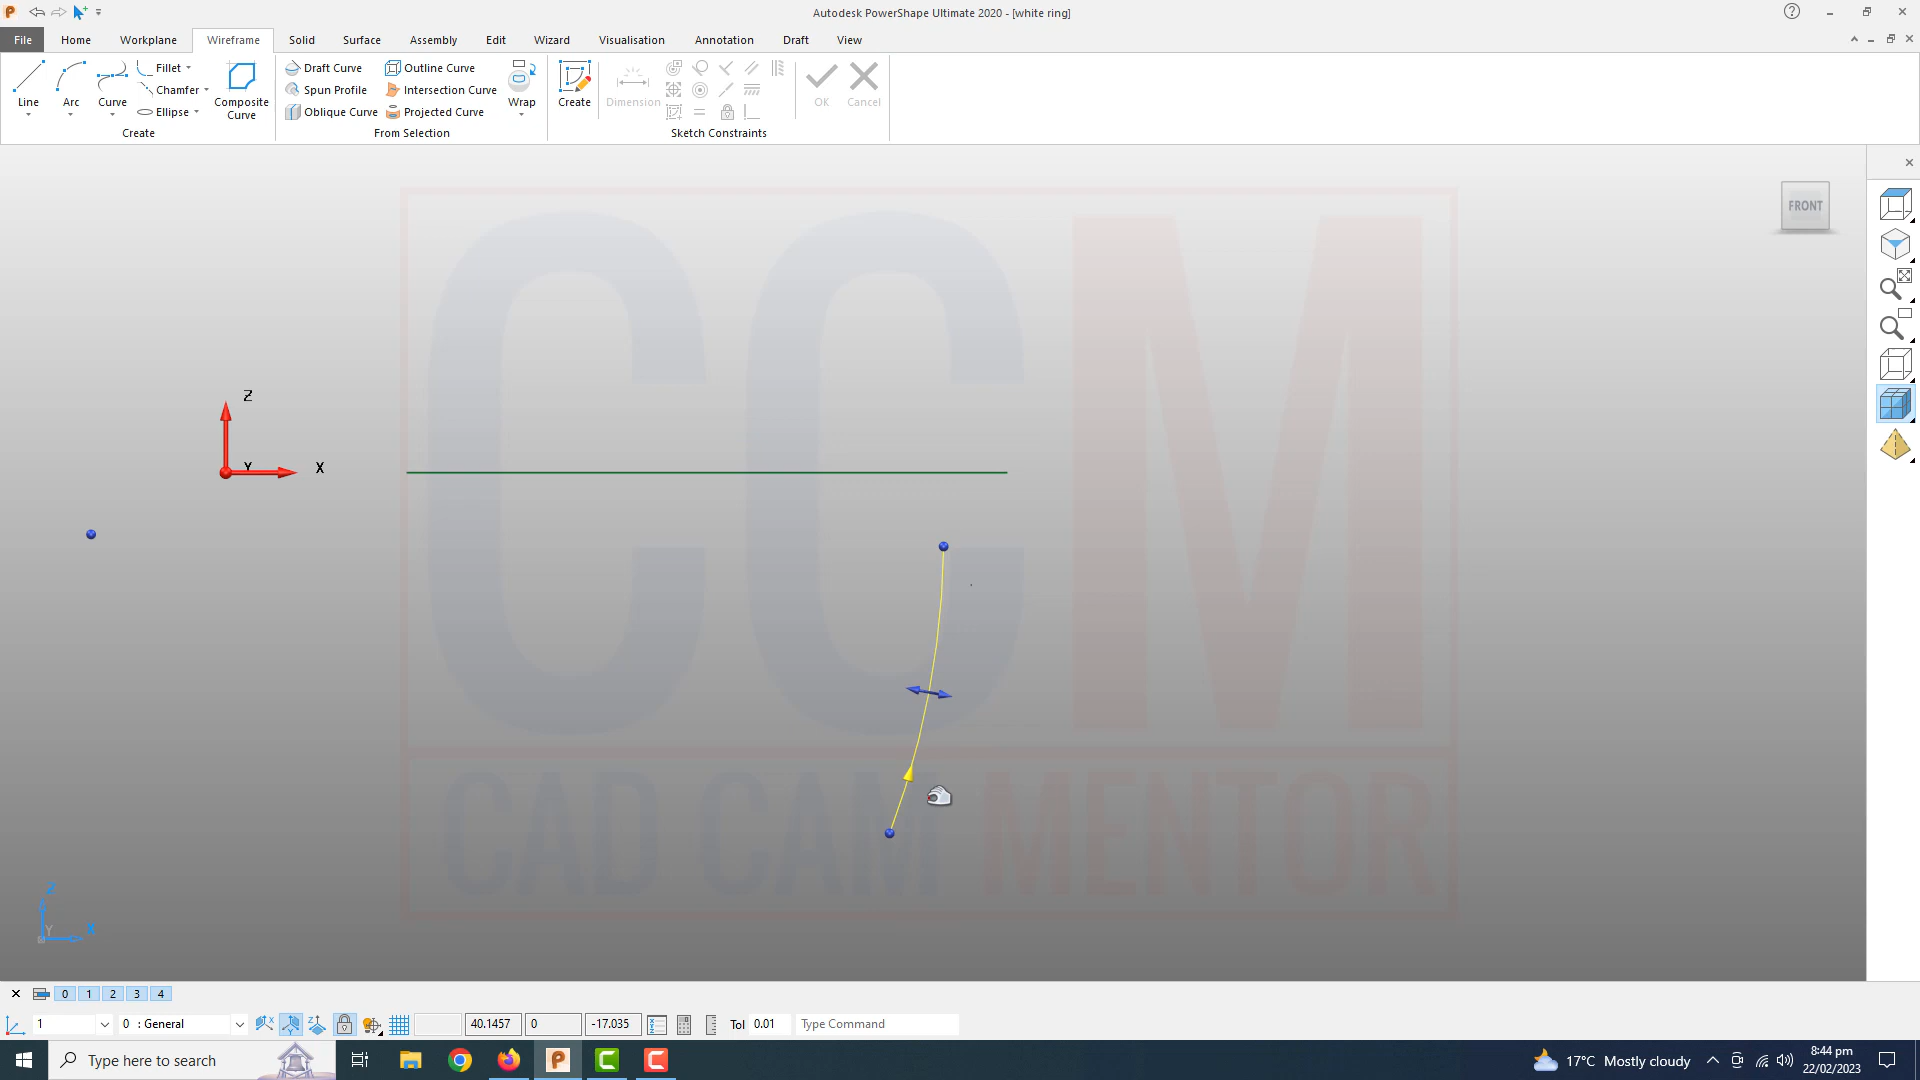 Autodesk PowerShape Ultimate 2020 - [white ring]
File Home Workplane Wireframe Solid Surface Assembly Edit Wizard Visualisation Annotation Draft View
Line
Arc
Curve
Fillet
Chamfer
Ellipse
Composite
Curve
Create
Draft Curve
Spun Profile
Oblique Curve
Outline Curve
Intersection Curve
Projected Curve
Wrap
From Selection
Create
Dimension
OK
Cancel
Sketch Constraints
FRONT
CCM
CAD CAM MENTOR
Z
Y
X
Z
Y
X
0 1 2 3 4
1
0 : General
40.1457
0
-17.035
Tol 0.01
Type Command
Type here to search
17°C Mostly cloudy
8:44 pm
22/02/2023